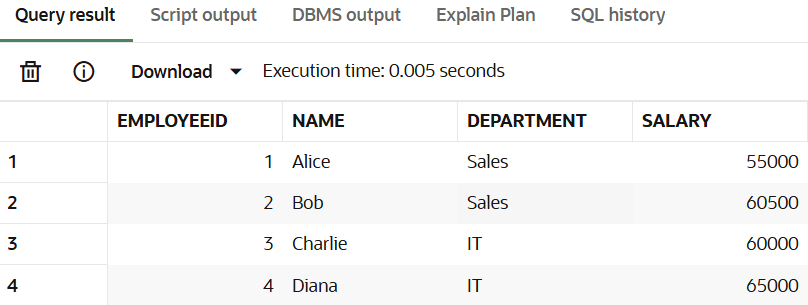 Query result Script output DBMS output Explain Plan SQL history
Download Execution time: 0.005 seconds
EMPLOYEEID NAME DEPARTMENT SALARY
1 1 Alice Sales 55000
2 2 Bob Sales 60500
3 3 Charlie IT 60000
4 4 Diana IT 65000